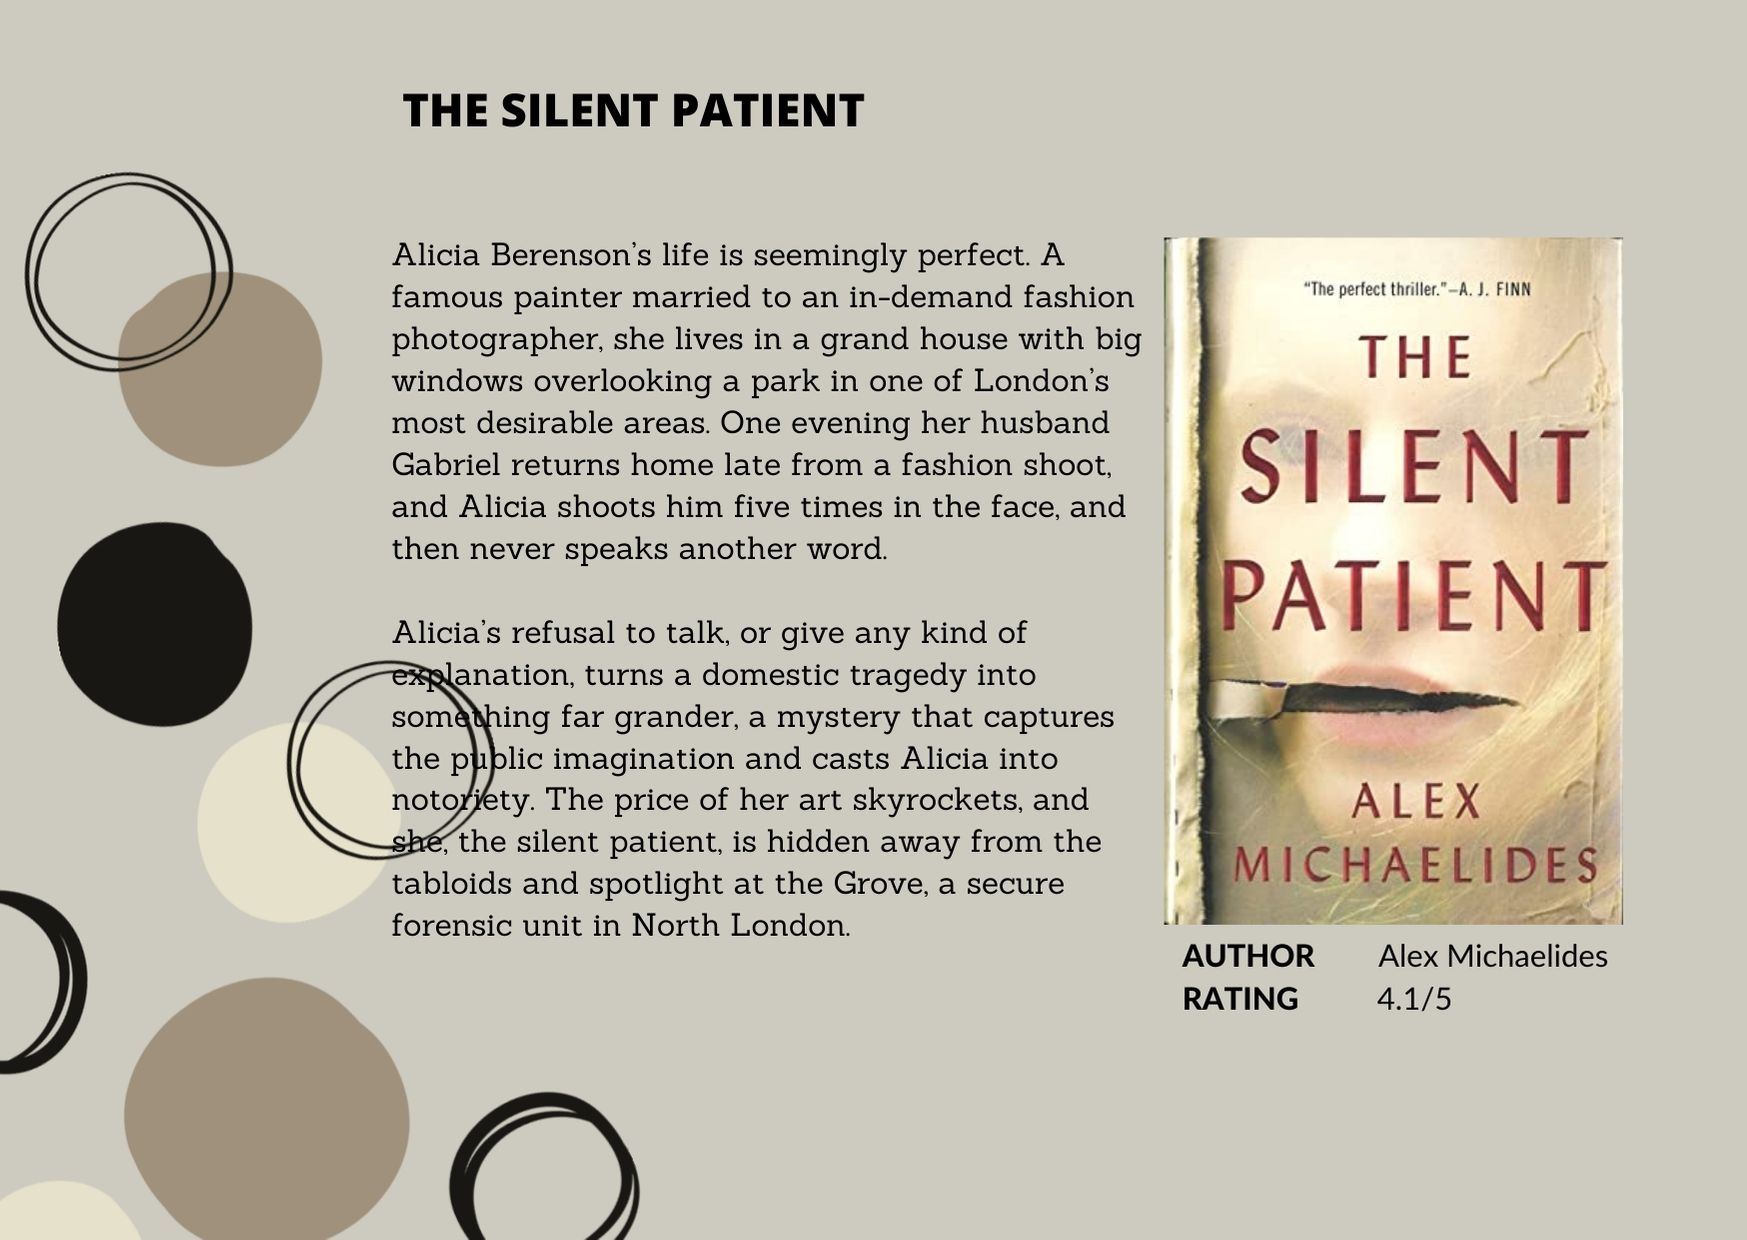 THE SILENT PATIENT
Alicia Berenson’s life is seemingly perfect. A
famous painter married to an in-demand fashion
photographer, she lives in a grand house with big
windows overlooking a park in one of London’s
most desirable areas. One evening her husband
Gabriel returns home late from a fashion shoot,
and Alicia shoots him five times in the face, and
then never speaks another word.
Alicia’s refusal to talk, or give any kind of
explanation, turns a domestic tragedy into
something far grander, a mystery that captures
the public imagination and casts Alicia into
notoriety. The price of her art skyrockets, and
she, the silent patient, is hidden away from the
tabloids and spotlight at the Grove, a secure
forensic unit in North London.
“The perfect thriller.”—A. J. FINN
THE
SILENT
PATIENT
ALEX
MICHAELIDES
AUTHOR Alex Michaelides
RATING 4.1/5